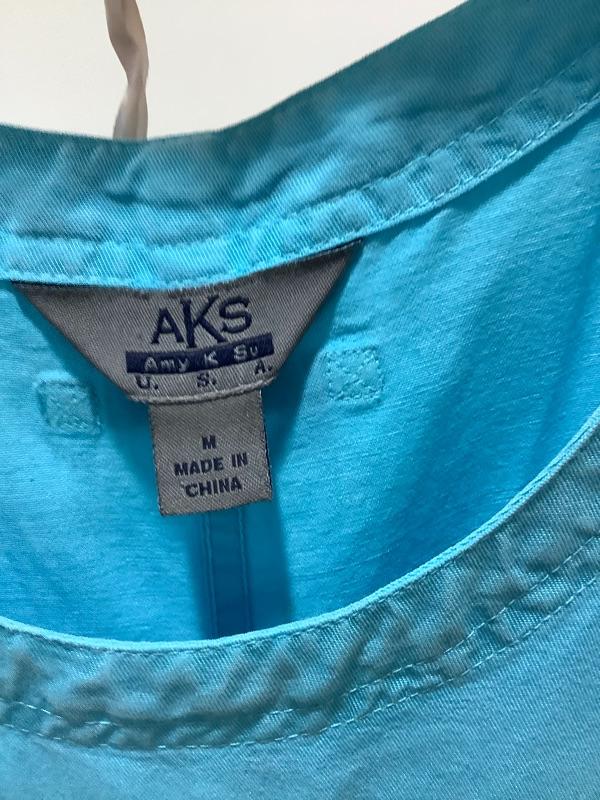 AKS
Amy K Su
U. S. A.
M
MADE IN
CHINA